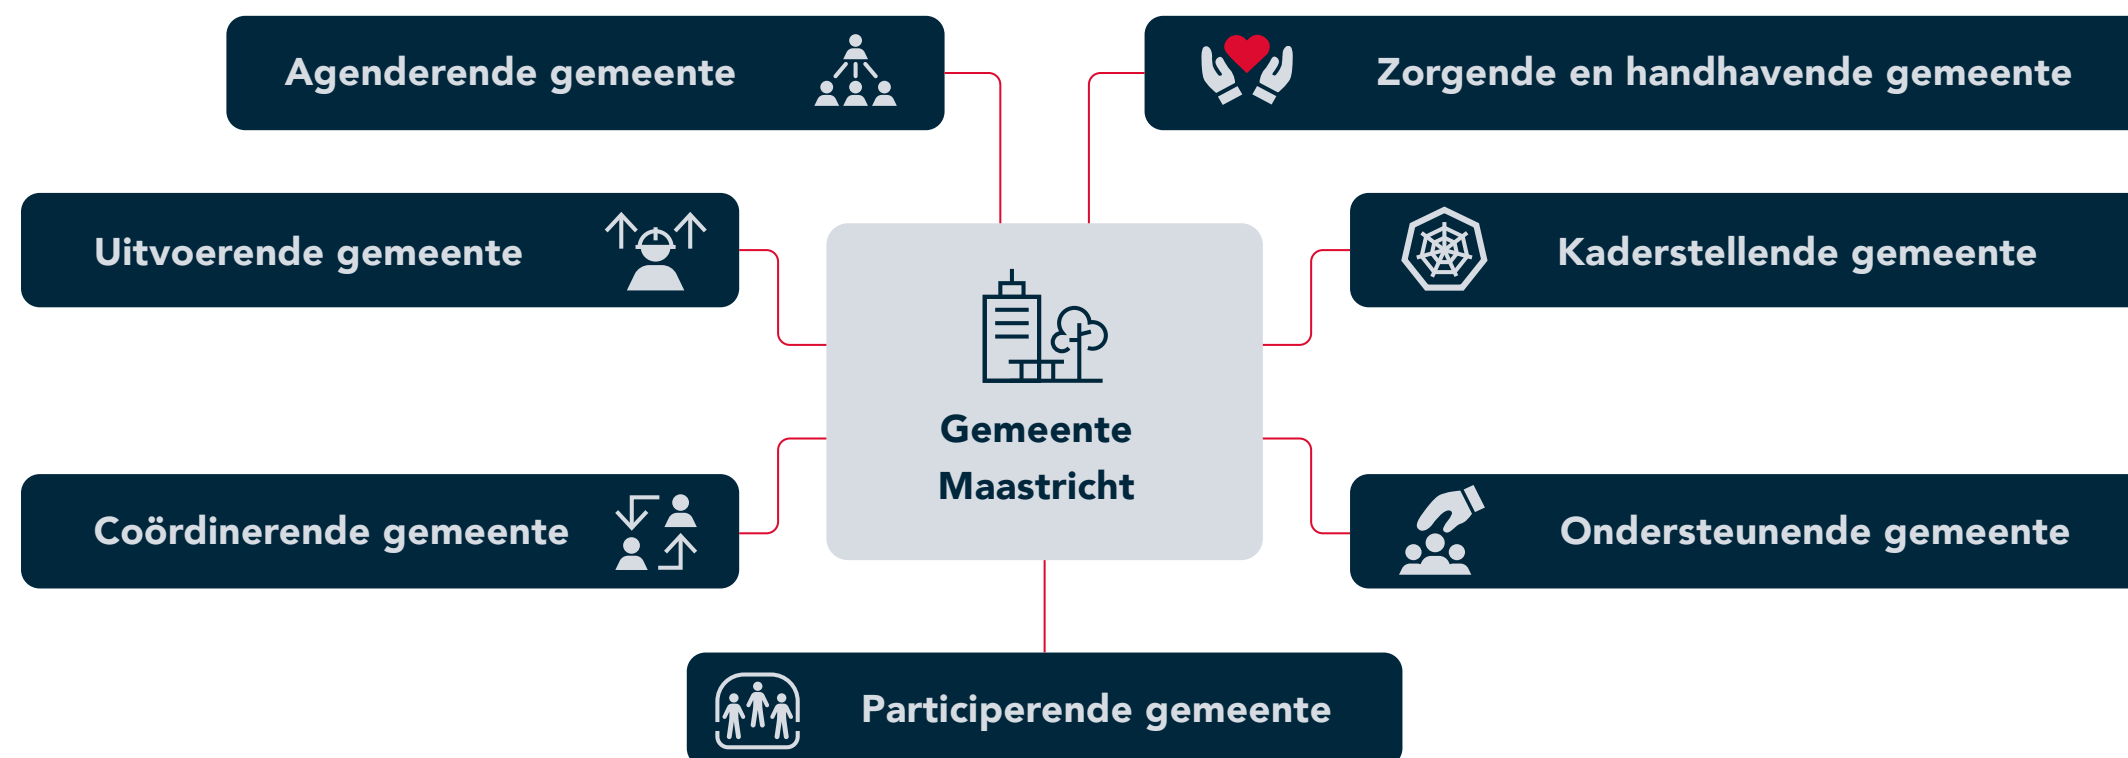 Agenderende gemeente
Zorgende en handhavende gemeente
Uitvoerende gemeente
Kaderstellende gemeente
Gemeente
Maastricht
Coördinerende gemeente
Ondersteunende gemeente
Participerende gemeente